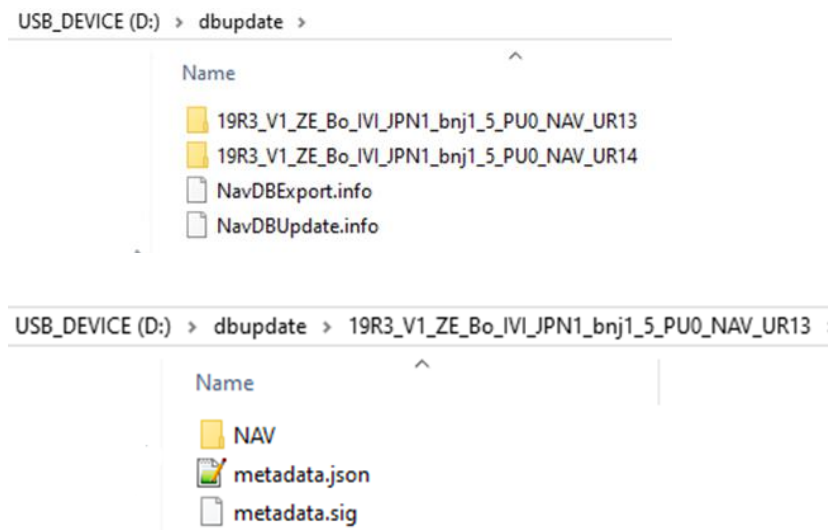 USB_DEVICE (D:) > dbupdate >
Name
19R3_V1_ZE_Bo_IVI_JPN1_bnj1_5_PU0_NAV_UR13
19R3_V1_ZE_Bo_IVI_JPN1_bnj1_5_PU0_NAV_UR14
NavDBExport.info
NavDBUpdate.info
USB_DEVICE (D:) > dbupdate > 19R3_V1_ZE_Bo_IVI_JPN1_bnj1_5_PU0_NAV_UR13
Name
NAV
metadata.json
metadata.sig